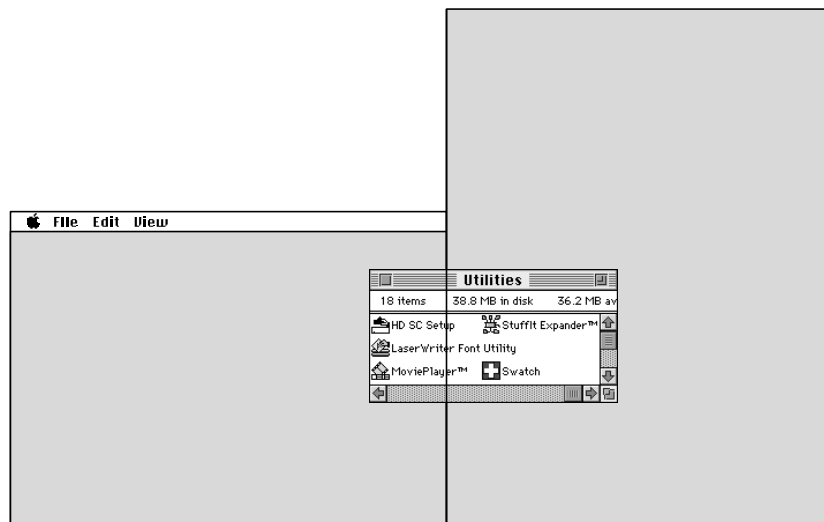 File Edit View
Utilities
18 items 38.8 MB in disk 36.2 MB av
HD SC Setup StuffIt Expander™
LaserWriter Font Utility
MoviePlayer™ Swatch